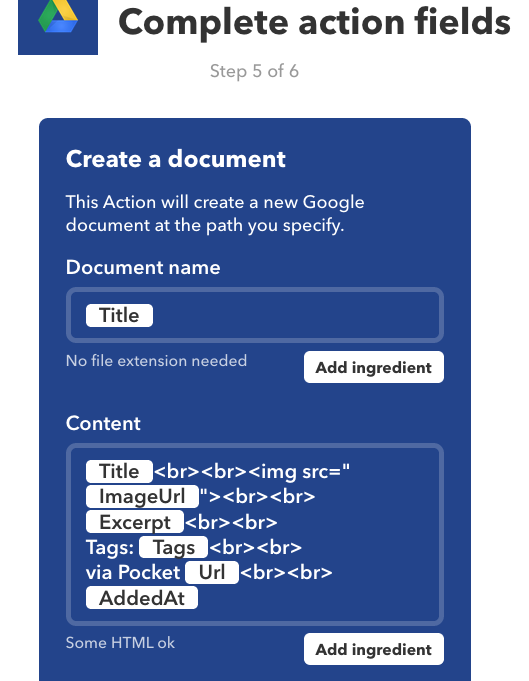 Complete action fields
Step 5 of 6
Create a document
This Action will create a new Google
document at the path you specify.
Document name
Title
No file extension needed
Add ingredient
Content
Title<br><br><img src="
ImageUrl"><br><br>
Excerpt<br><br>
Tags: Tags<br><br>
via Pocket Url<br><br>
AddedAt
Some HTML ok
Add ingredient